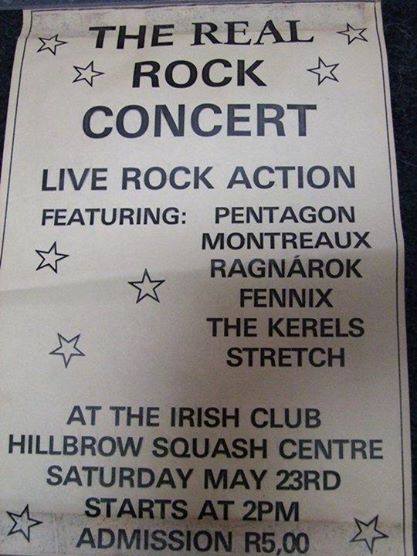 THE REAL
ROCK
CONCERT
LIVE ROCK ACTION
FEATURING: PENTAGON
MONTREAUX
RAGNÁROK
FENNIX
THE KERELS
STRETCH
AT THE IRISH CLUB
HILLBROW SQUASH CENTRE
SATURDAY MAY 23RD
STARTS AT 2PM
ADMISSION R5,00